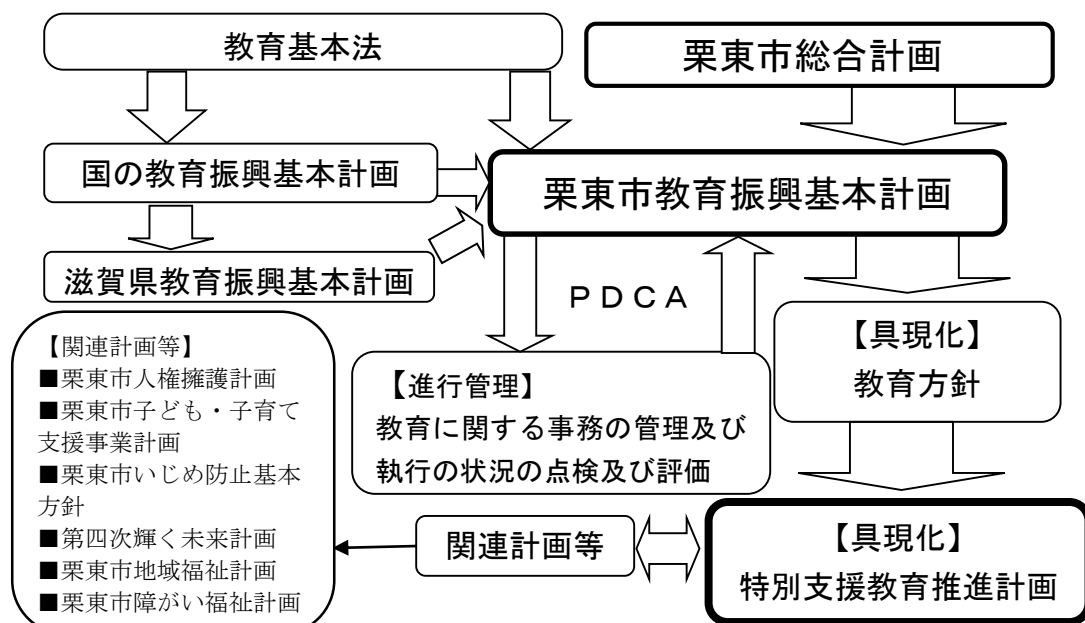 教育基本法
栗東市総合計画
国の教育振興基本計画
栗東市教育振興基本計画
滋賀県教育振興基本計画
ＰＤＣＡ
【具現化】
教育方針
【進行管理】
教育に関する事務の管理及び
執行の状況の点検及び評価
【関連計画等】
■栗東市人権擁護計画
■栗東市子ども・子育て
支援事業計画
■栗東市いじめ防止基本
方針
■第四次輝く未来計画
■栗東市地域福祉計画
■栗東市障がい福祉計画
関連計画等
【具現化】
特別支援教育推進計画